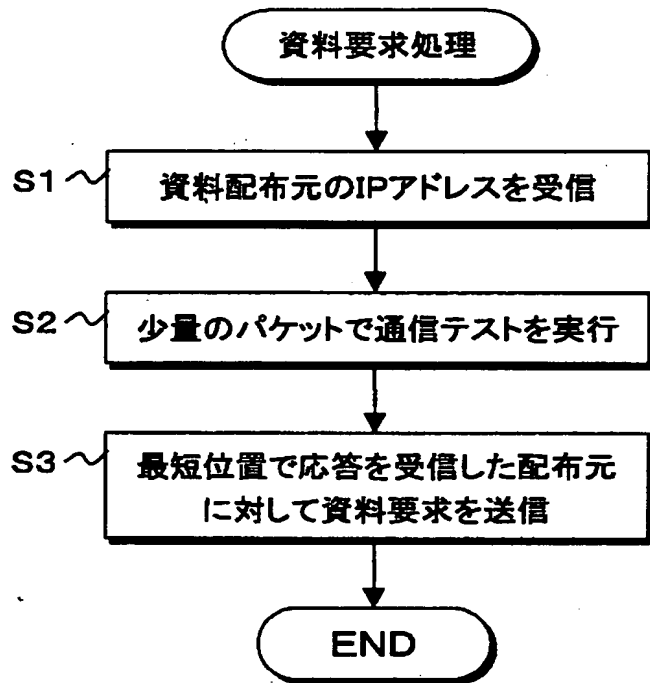 資料要求処理
S1
資料配布元のIPアドレスを受信
S2
少量のパケットで通信テストを実行
S3
最短位置で応答を受信した配布元
に対して資料要求を送信
END